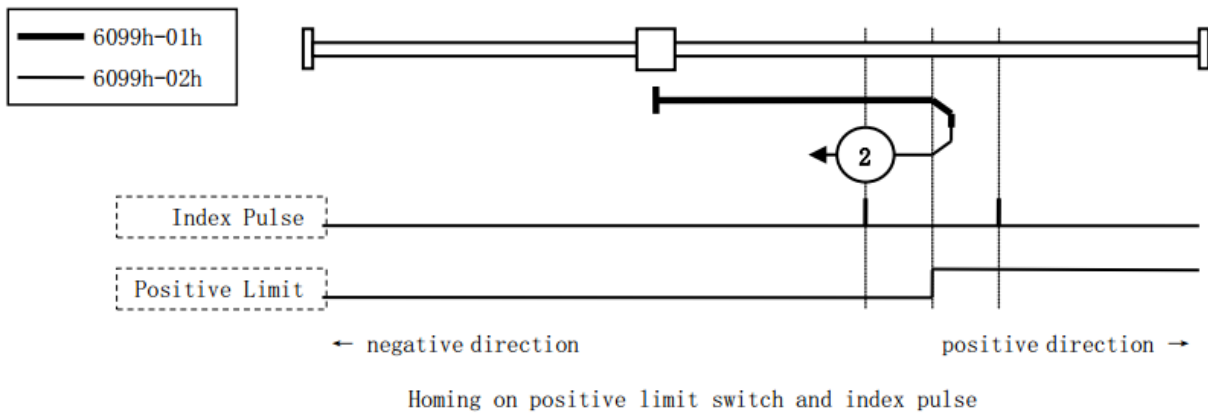 6099h-01h
6099h-02h
2
Index Pulse
Positive Limit
← negative direction
positive direction →
Homing on positive limit switch and index pulse